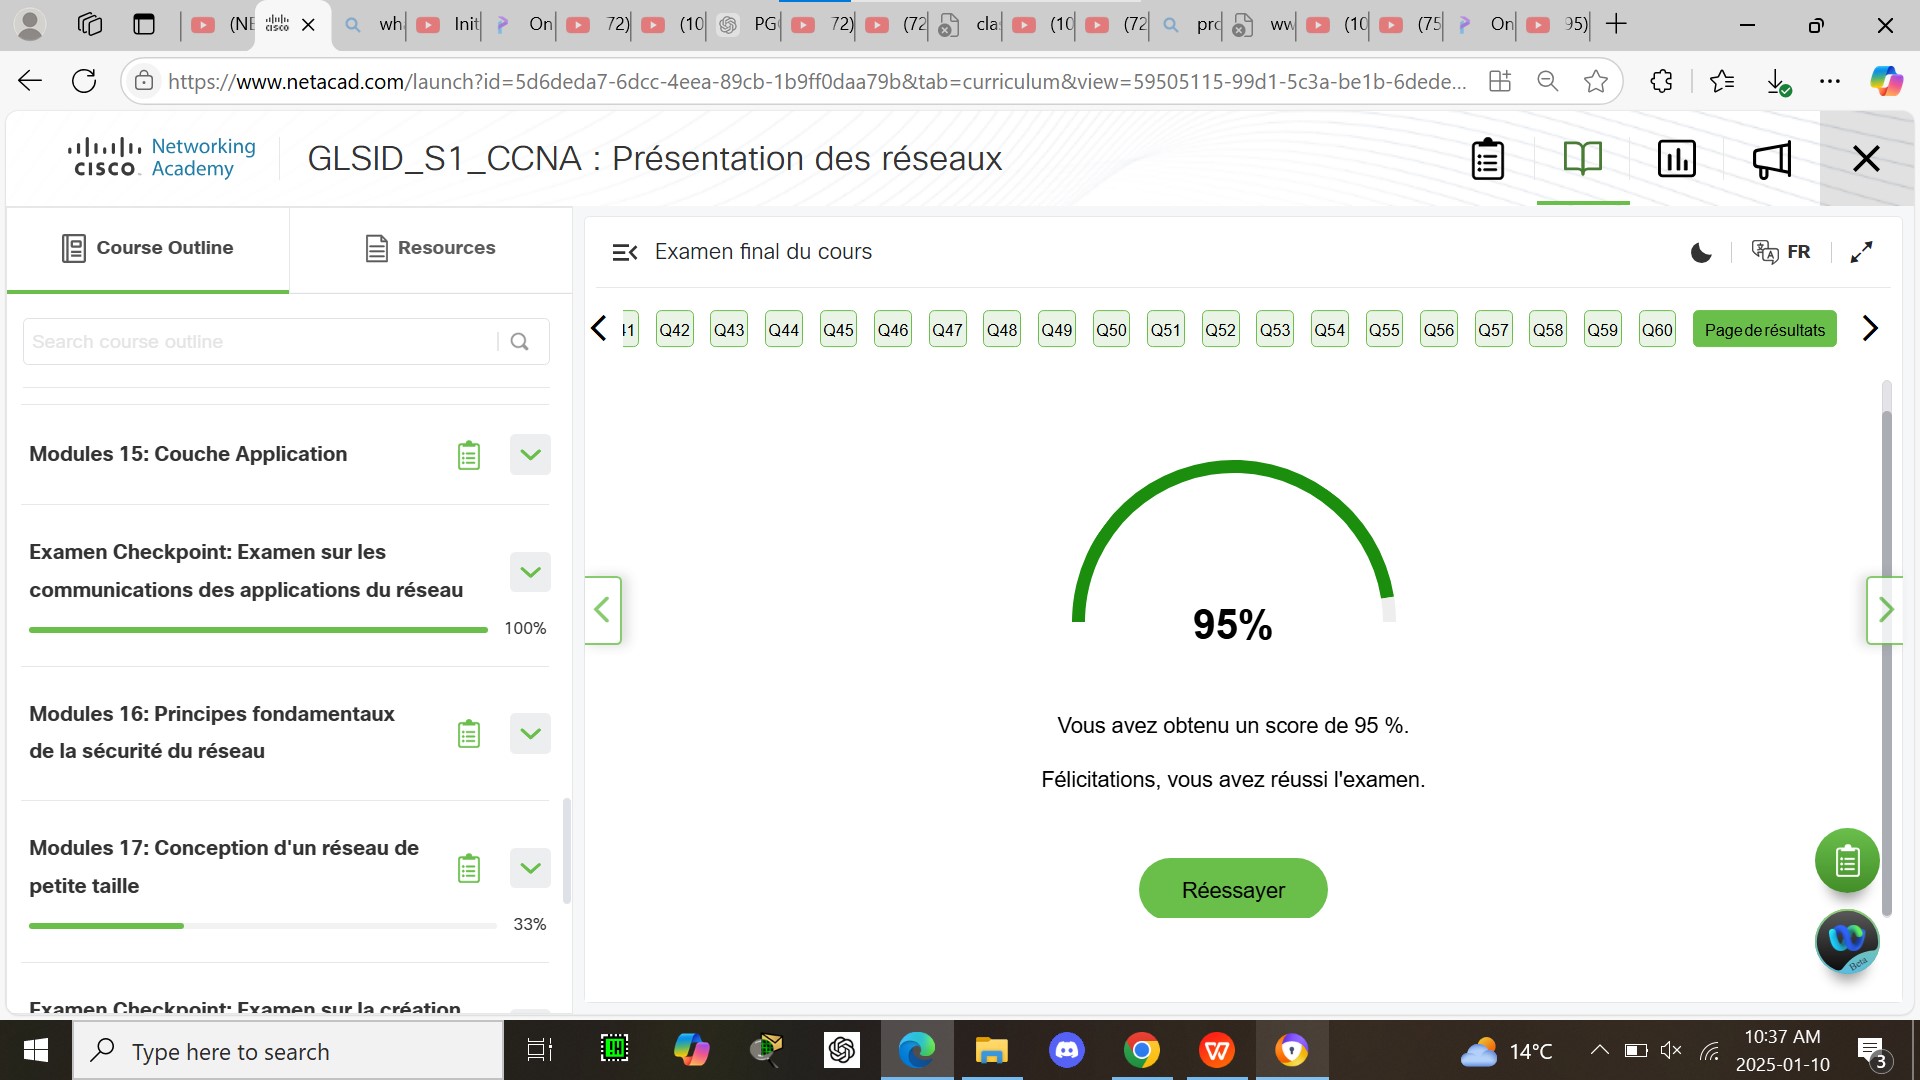 (NE
wh
Init
On
72)
(10
PG
72)
(72
cla
(10
(72
pro
ww
(10
(75
On
95)
https://www.netacad.com/launch?id=5d6deda7-6dcc-4eea-89cb-1b9ff0daa79b&tab=curriculum&view=59505115-99d1-5c3a-be1b-6dede...
CISCO Networking Academy
GLSID_S1_CCNA : Présentation des réseaux
Course Outline
Resources
Search course outline
Modules 15: Couche Application
Examen Checkpoint: Examen sur les
communications des applications du réseau
100%
Modules 16: Principes fondamentaux
de la sécurité du réseau
Modules 17: Conception d'un réseau de
petite taille
33%
Examen Checkpoint: Examen sur la création
Examen final du cours
FR
Q42 Q43 Q44 Q45 Q46 Q47 Q48 Q49 Q50 Q51 Q52 Q53 Q54 Q55 Q56 Q57 Q58 Q59 Q60 Page de résultats
95%
Vous avez obtenu un score de 95 %.
Félicitations, vous avez réussi l'examen.
Réessayer
Beta
Type here to search
14°C
10:37 AM
2025-01-10
3